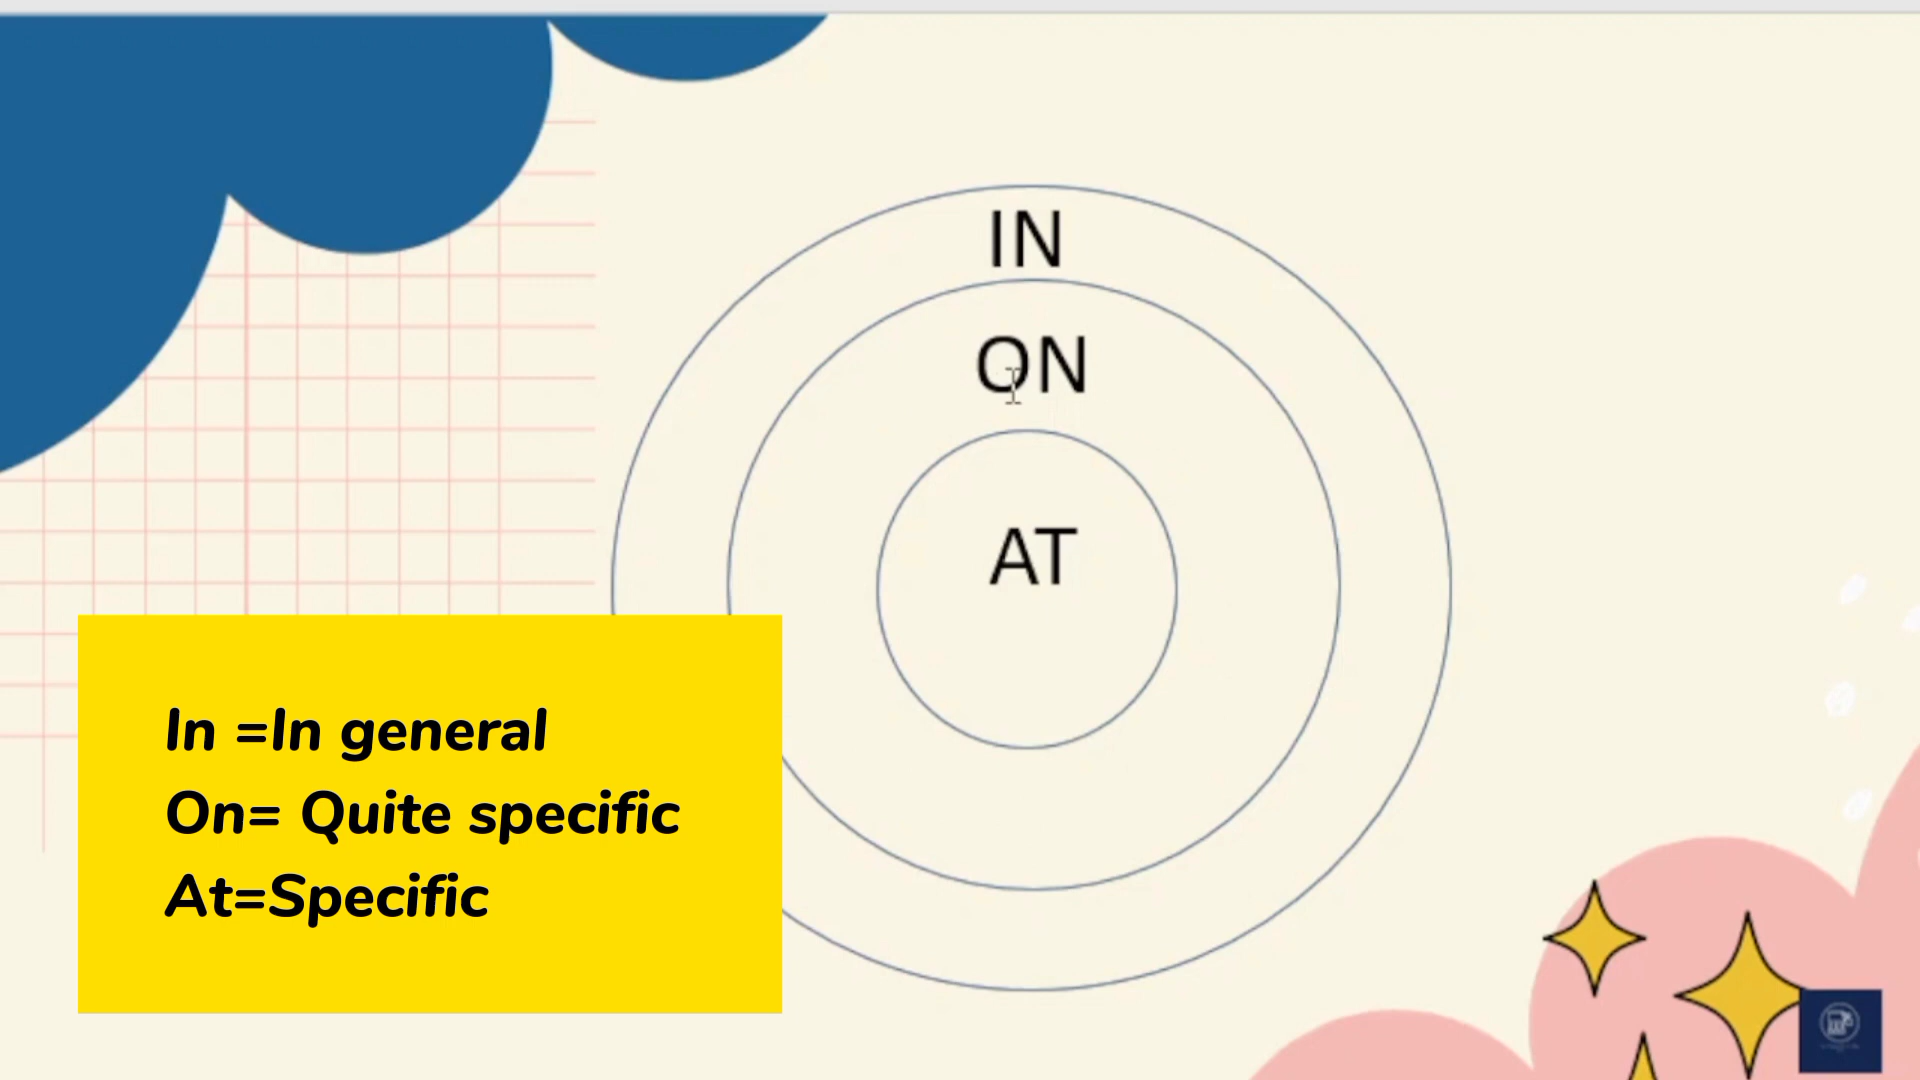 IN
ON
AT
In =In general
On= Quite specific
At=Specific